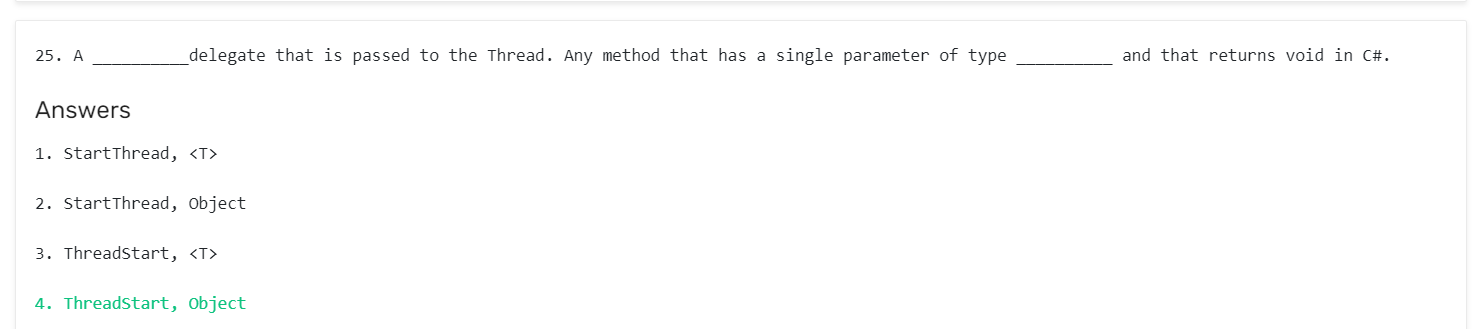 25. A __________delegate that is passed to the Thread. Any method that has a single parameter of type __________ and that returns void in C#.
Answers
1. StartThread, <T>
2. StartThread, Object
3. ThreadStart, <T>
4. ThreadStart, Object